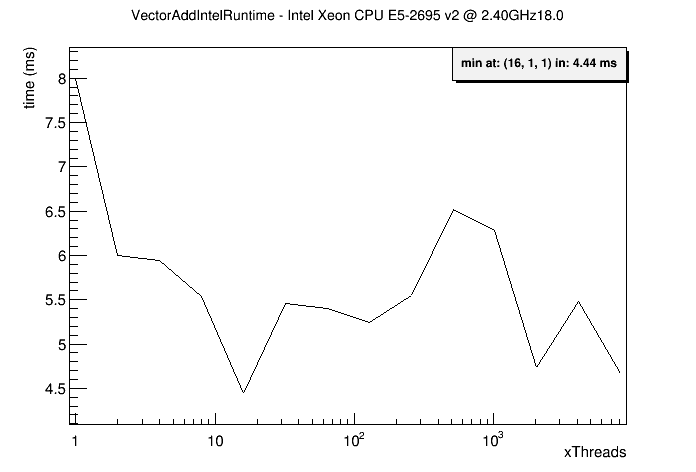 VectorAddIntelRuntime - Intel Xeon CPU E5-2695 v2 @ 2.40GHz18.0
time (ms)
min at: (16, 1, 1) in: 4.44 ms
8
7.5
7
6.5
6
5.5
5
4.5
1 10 10² 10³
xThreads